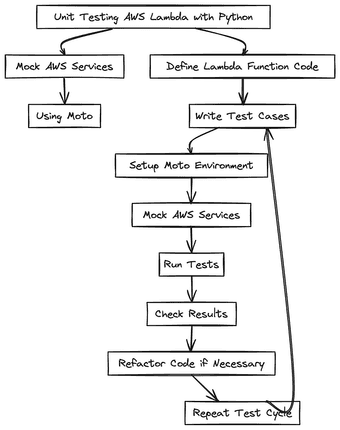 Unit Testing AWS Lambda with Python
Mock AWS Services
Define Lambda Function Code
Using Moto
Write Test Cases
Setup Moto Environment
Mock AWS Services
Run Tests
Check Results
Refactor Code if Necessary
Repeat Test Cycle